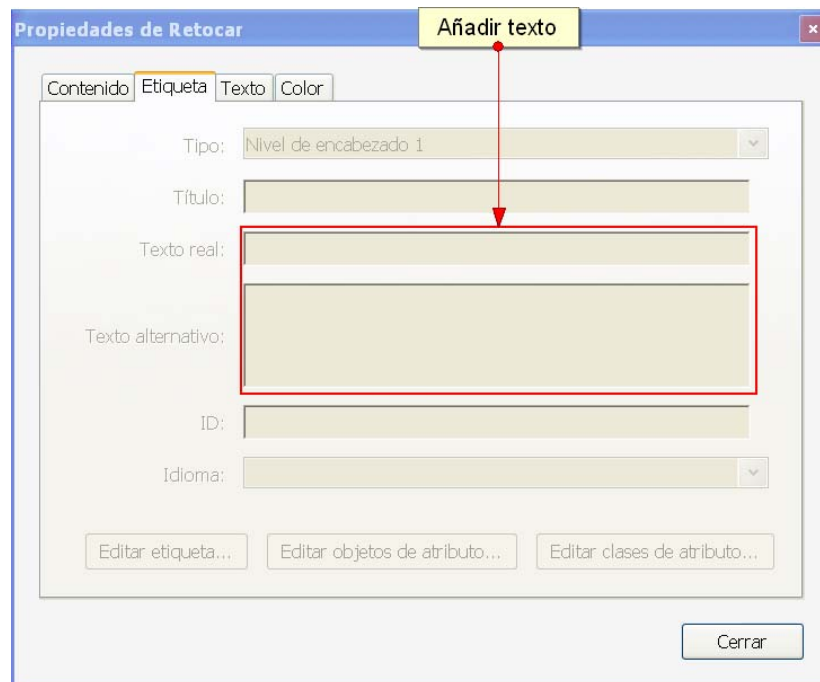 Propiedades de Retocar
Añadir texto
Contenido Etiqueta Texto Color
Tipo: Nivel de encabezado 1
Título:
Texto real:
Texto alternativo:
ID:
Idioma:
Editar etiqueta... Editar objetos de atributo... Editar clases de atributo...
Cerrar